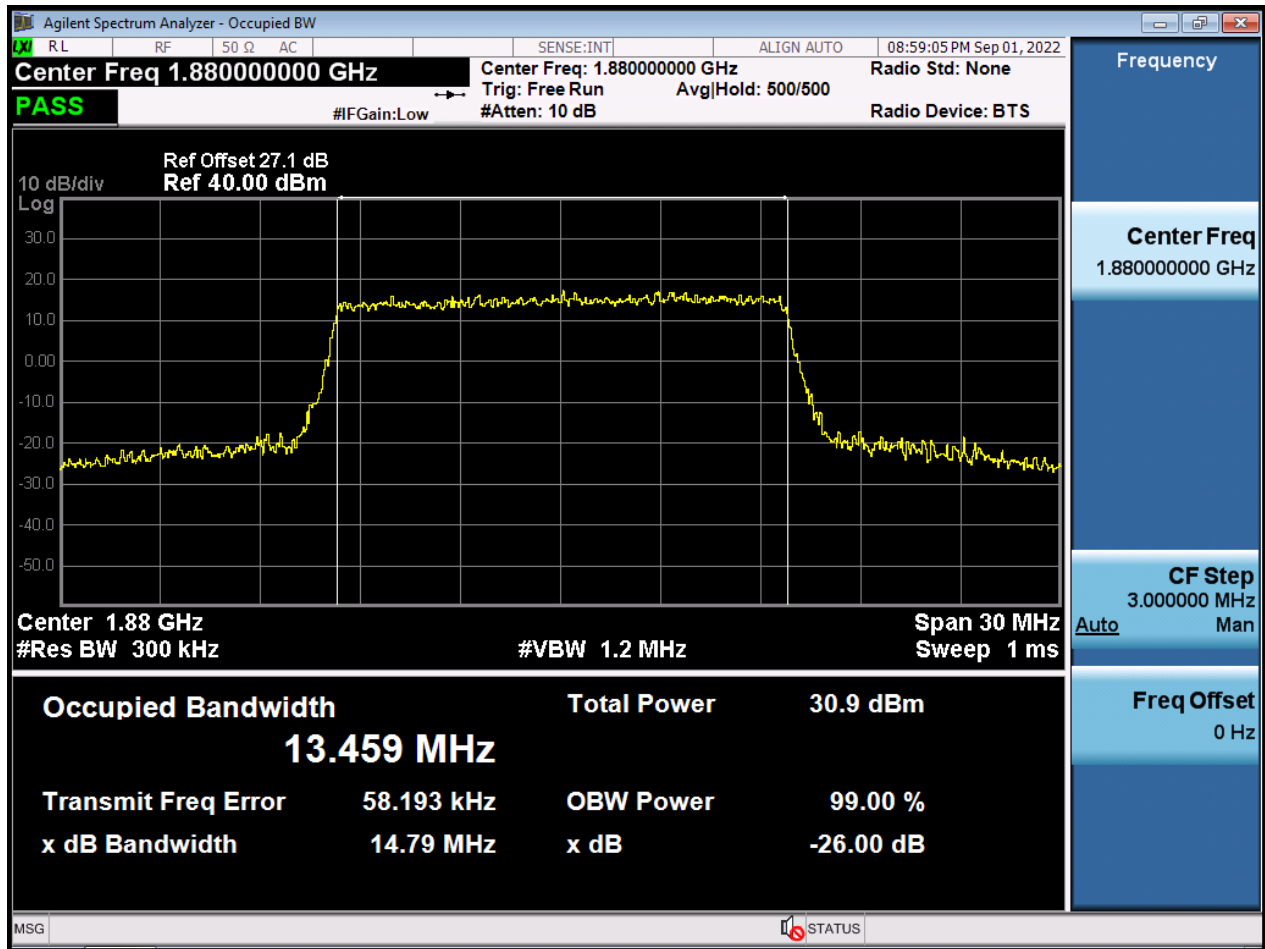 Agilent Spectrum Analyzer - Occupied BW
LXI RL RF 50 Ω AC SENSE:INT ALIGN AUTO 08:59:05 PM Sep 01, 2022
Center Freq 1.880000000 GHz
Center Freq: 1.880000000 GHz
Radio Std: None
Trig: Free Run Avg|Hold: 500/500
PASS
#IFGain:Low
#Atten: 10 dB
Radio Device: BTS
Ref Offset 27.1 dB
10 dB/div Ref 40.00 dBm
Log
30.0
20.0
10.0
0.00
-10.0
-20.0
-30.0
-40.0
-50.0
Center 1.88 GHz Span 30 MHz
#Res BW 300 kHz #VBW 1.2 MHz Sweep 1 ms
Occupied Bandwidth Total Power 30.9 dBm
13.459 MHz
Transmit Freq Error 58.193 kHz OBW Power 99.00 %
x dB Bandwidth 14.79 MHz x dB -26.00 dB
MSG STATUS
Frequency
Center Freq
1.880000000 GHz
CF Step
3.000000 MHz
Auto Man
Freq Offset
0 Hz